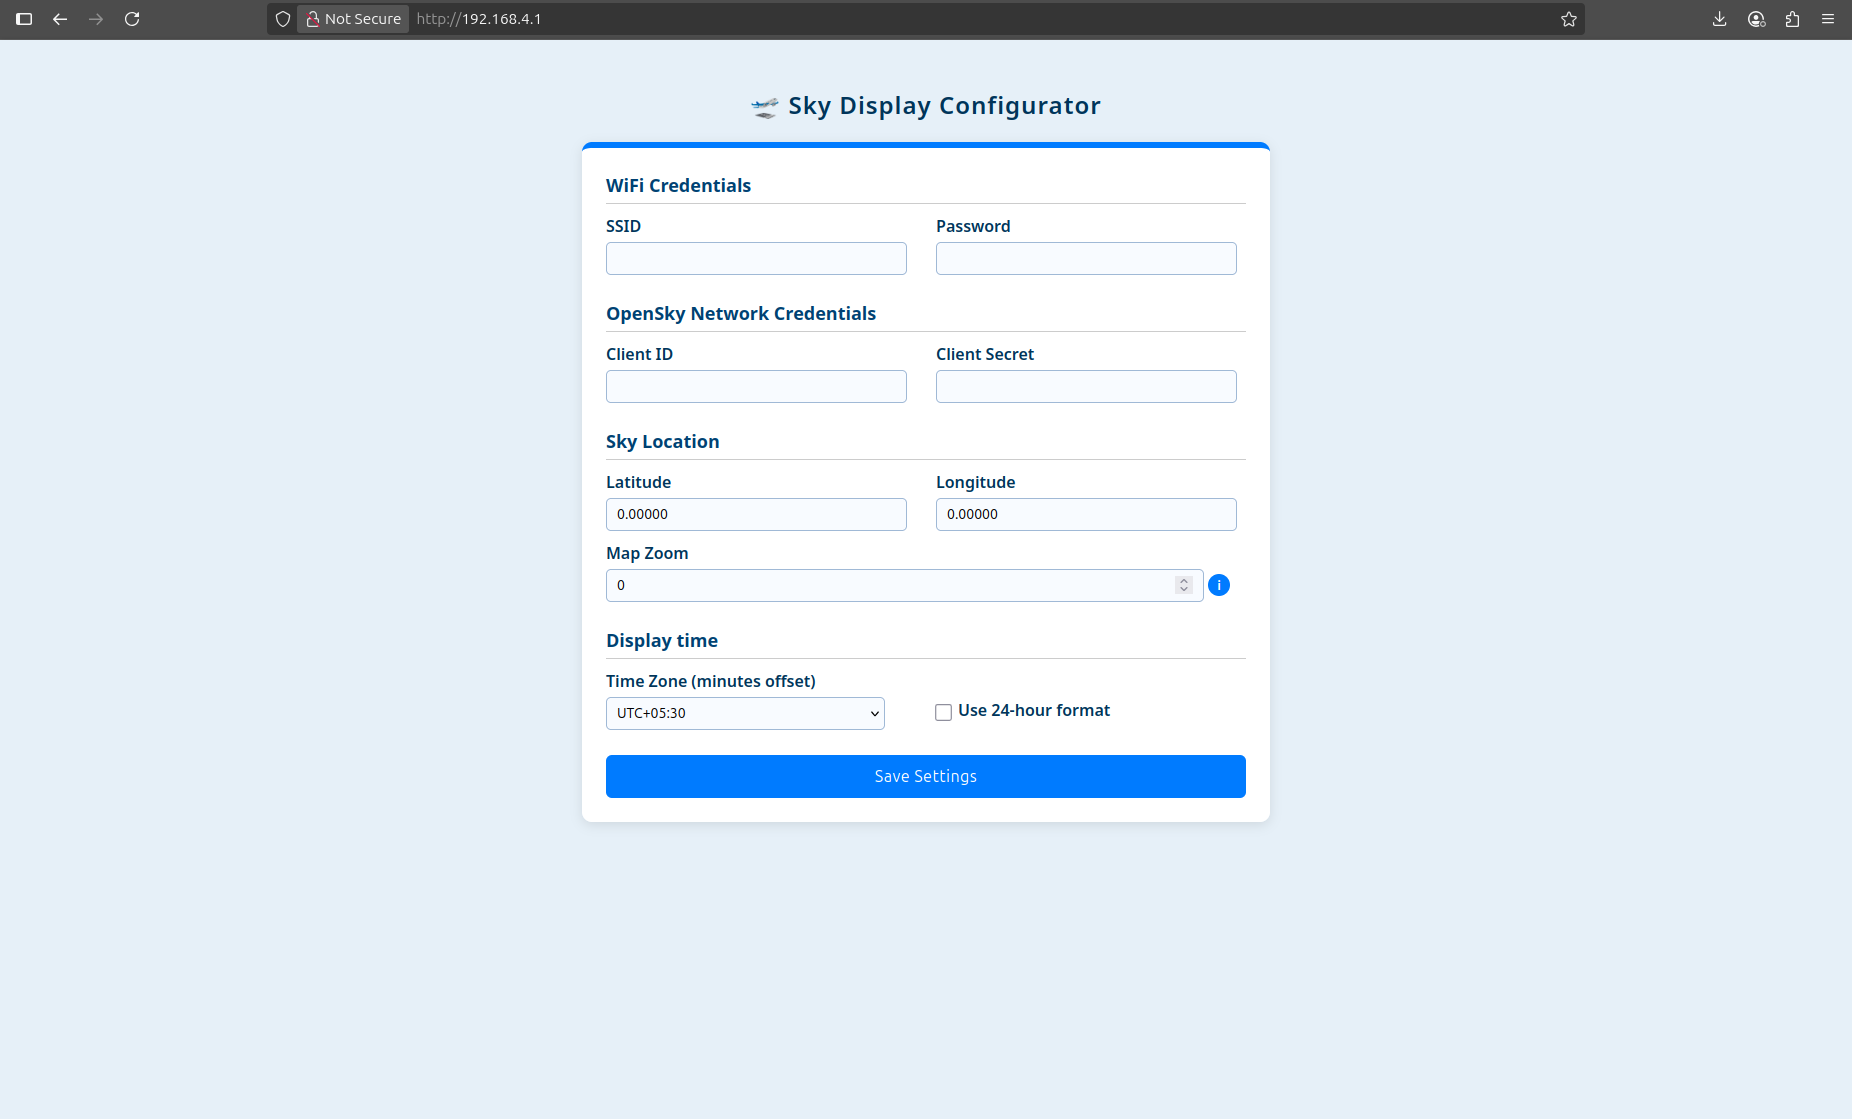 Not Secure http://192.168.4.1
Sky Display Configurator
WiFi Credentials
SSID Password
OpenSky Network Credentials
Client ID Client Secret
Sky Location
Latitude Longitude
0.00000 0.00000
Map Zoom
0 i
Display time
Time Zone (minutes offset)
UTC+05:30 Use 24-hour format
Save Settings